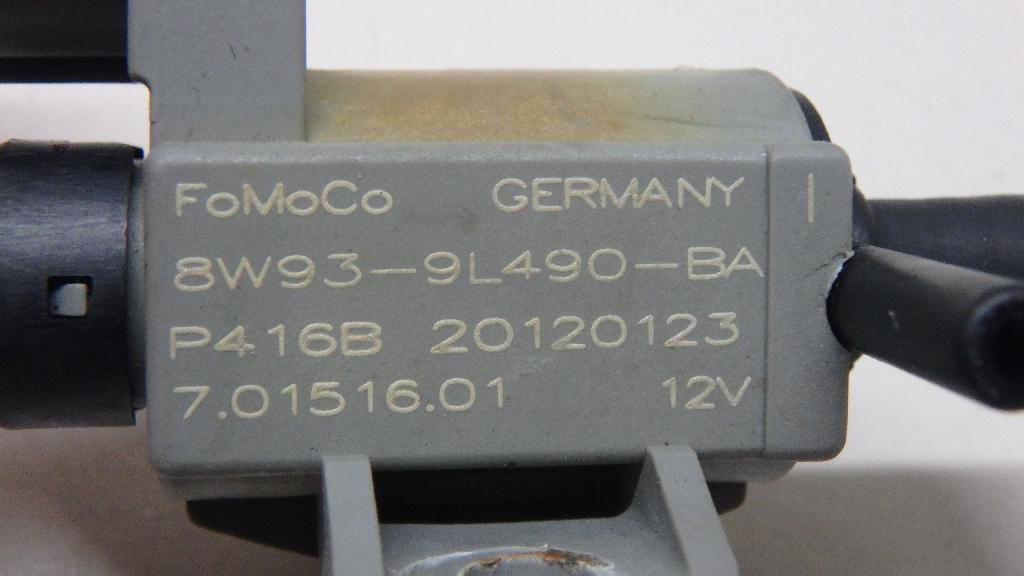 FoMoCo GERMANY I
8W93-9L490-BA
P416B 20120123
7.01516.01 12V